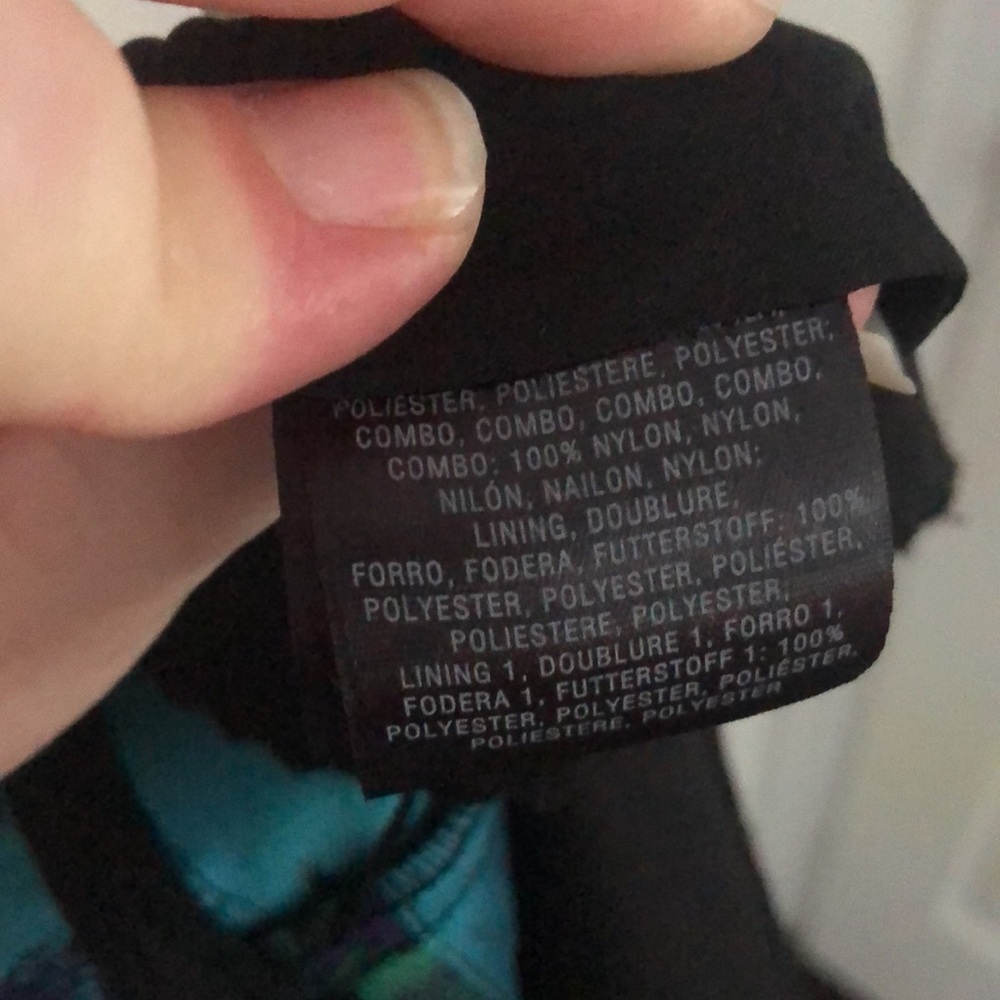 POLIÉSTER, POLIESTERE, POLYESTER;
COMBO, COMBO, COMBO, COMBO,
COMBO: 100% NYLON, NYLON,
NILÓN, NAILON, NYLON;
LINING, DOUBLURE,
FORRO, FODERA, FUTTERSTOFF: 100%
POLYESTER, POLYESTER, POLIÉSTER,
POLIESTERE, POLYESTER;
LINING 1, DOUBLURE 1, FORRO 1,
FODERA 1, FUTTERSTOFF 1: 100%
POLYESTER, POLYESTER, POLIÉSTER,
POLIESTERE, POLYESTER